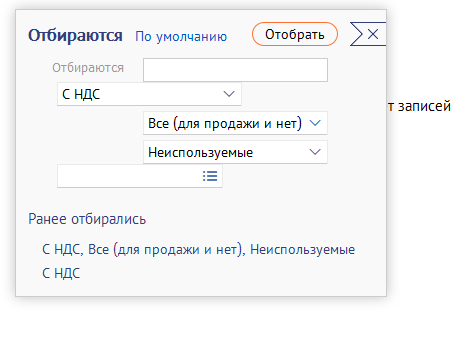 Отбираются По умолчанию Отобрать
Отбираются
С НДС
т записей
Все (для продажи и нет)
Неиспользуемые
Ранее отбирались
С НДС, Все (для продажи и нет), Неиспользуемые
С НДС